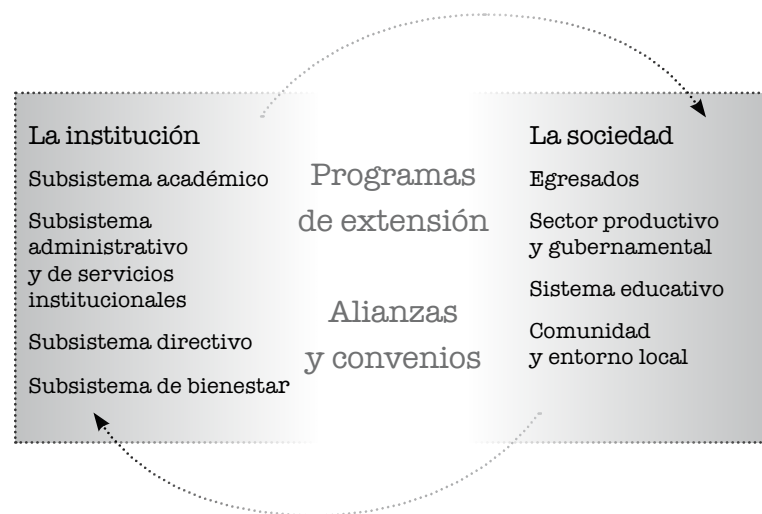 La institución
Subsistema académico
Subsistema
administrativo
y de servicios
institucionales
Subsistema directivo
Subsistema de bienestar
Programas
de extensión
Alianzas
y convenios
La sociedad
Egresados
Sector productivo
y gubernamental
Sistema educativo
Comunidad
y entorno local